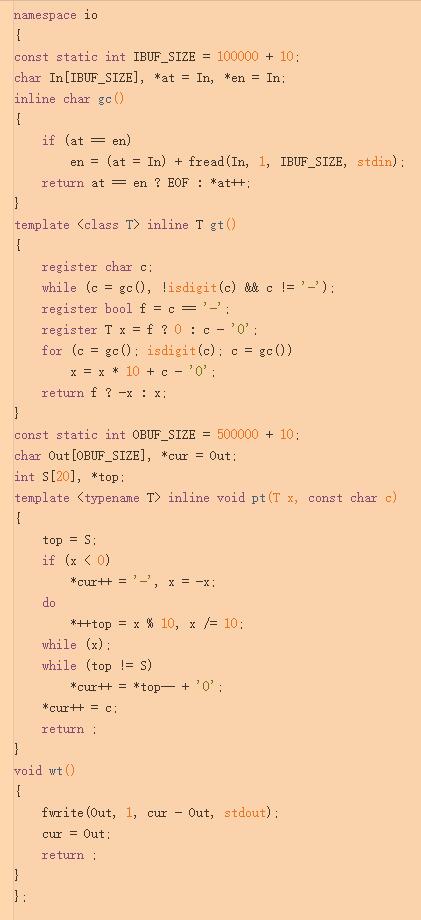 namespace io
{
const static int IBUF_SIZE = 100000 + 10;
char In[IBUF_SIZE], *at = In, *en = In;
inline char gc()
{
    if (at == en)
        en = (at = In) + fread(In, 1, IBUF_SIZE, stdin);
    return at == en ? EOF : *at++;
}
template <class T> inline T gt()
{
    register char c;
    while (c = gc(), !isdigit(c) && c != '-');
    register bool f = c == '-';
    register T x = f ? 0 : c - '0';
    for (c = gc(); isdigit(c); c = gc())
        x = x * 10 + c - '0';
    return f ? -x : x;
}
const static int OBUF_SIZE = 500000 + 10;
char Out[OBUF_SIZE], *cur = Out;
int S[20], *top;
template <typename T> inline void pt(T x, const char c)
{
    top = S;
    if (x < 0)
        *cur++ = '-', x = -x;
    do
        *++top = x % 10, x /= 10;
    while (x);
    while (top != S)
        *cur++ = *top-- + '0';
    *cur++ = c;
    return ;
}
void wt()
{
    fwrite(Out, 1, cur - Out, stdout);
    cur = Out;
    return ;
}
};